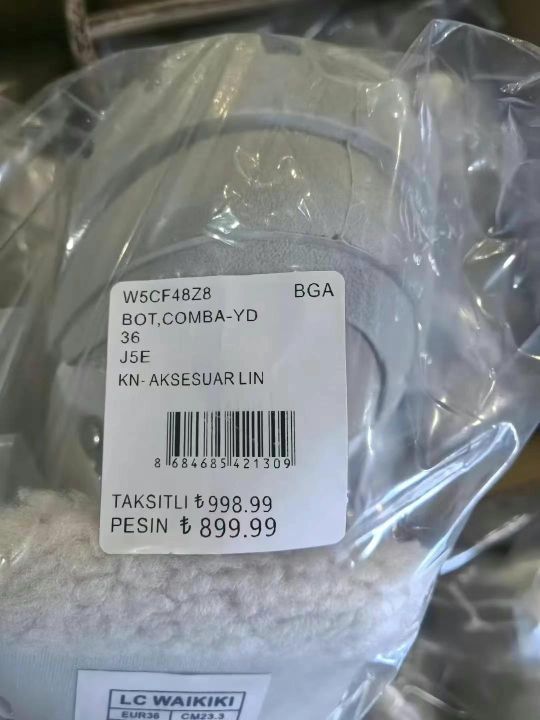 W5CF48Z8 BGA
BOT,COMBA-YD
36
J5E
KN- AKSESUAR LIN
8 684685 421309
TAKSITLI ₺ 998.99
PESIN ₺ 899.99
LC WAIKIKI
EUR36 CM23.3